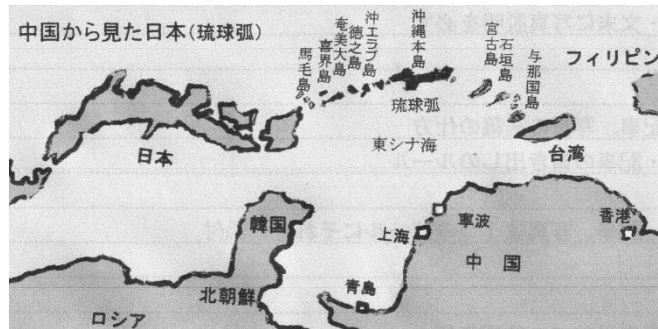 中国から見た日本(琉球弧)
馬毛島
喜界島
奄美大島
徳之島
沖エラブ島
沖縄本島
宮古島
石垣島
与那国島
フィリピン
琉球弧
日本
東シナ海
台湾
韓国
上海
寧波
香港
中国
北朝鮮
青島
ロシア